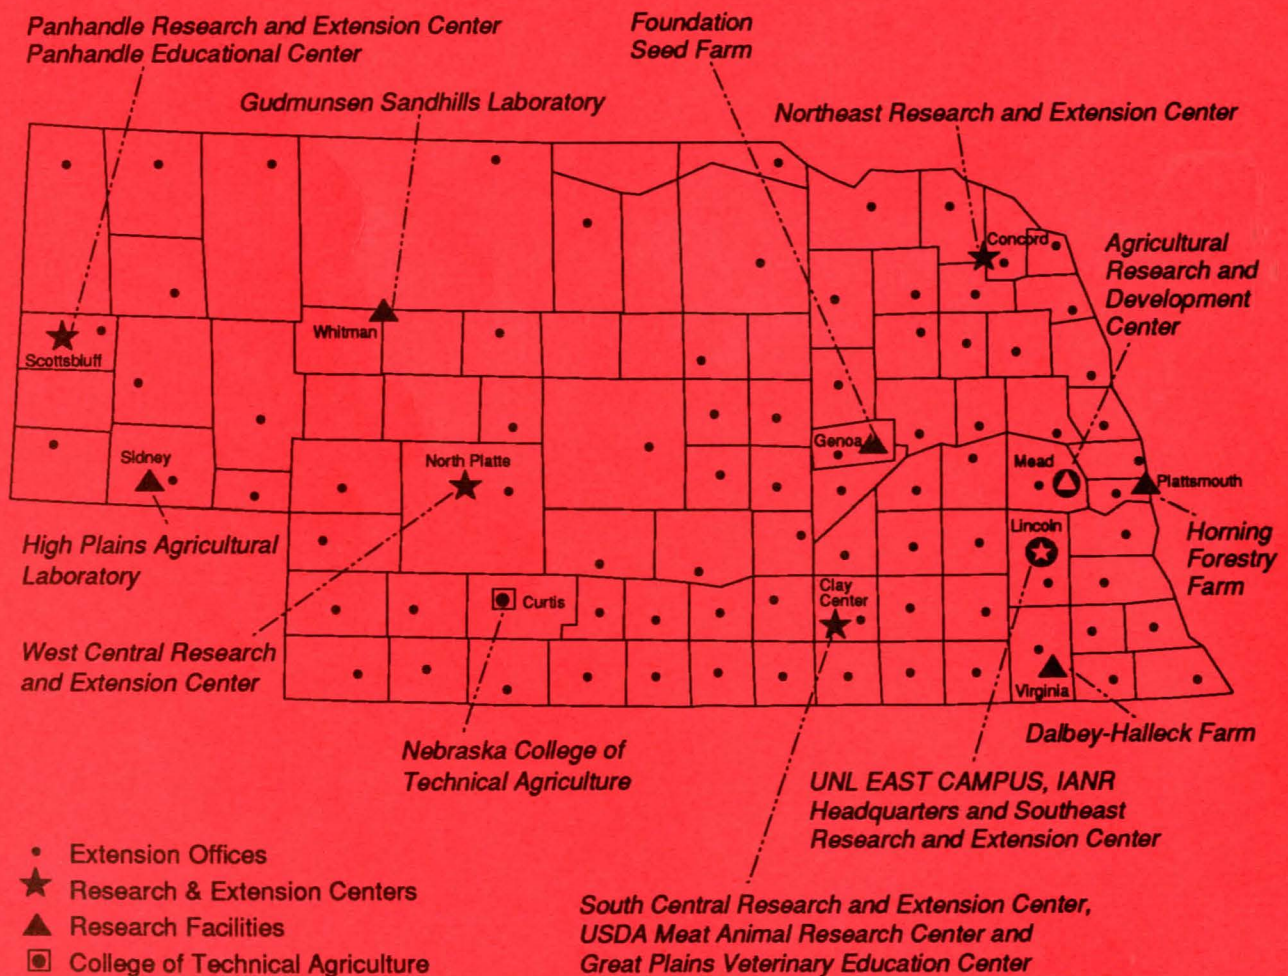 Panhandle Research and Extension Center
Panhandle Educational Center
Foundation
Seed Farm
Gudmunsen Sandhills Laboratory
Northeast Research and Extension Center
Concord
Agricultural
Research and
Development
Center
Whitman
Scottsbluff
Genoa
Sidney
North Platte
Mead
Plattsmouth
Lincoln
High Plains Agricultural
Laboratory
Horning
Forestry
Farm
Curtis
Clay
Center
West Central Research
and Extension Center
Virginia
Dalbey-Halleck Farm
Nebraska College of
Technical Agriculture
UNL EAST CAMPUS, IANR
Headquarters and Southeast
Research and Extension Center
Extension Offices
Research & Extension Centers
Research Facilities
College of Technical Agriculture
South Central Research and Extension Center,
USDA Meat Animal Research Center and
Great Plains Veterinary Education Center